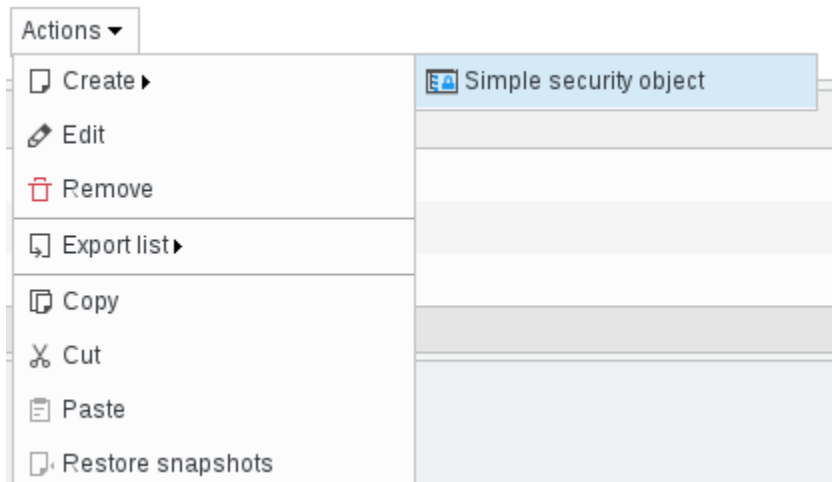 Actions
Create
Simple security object
Edit
Remove
Export list
Copy
Cut
Paste
Restore snapshots